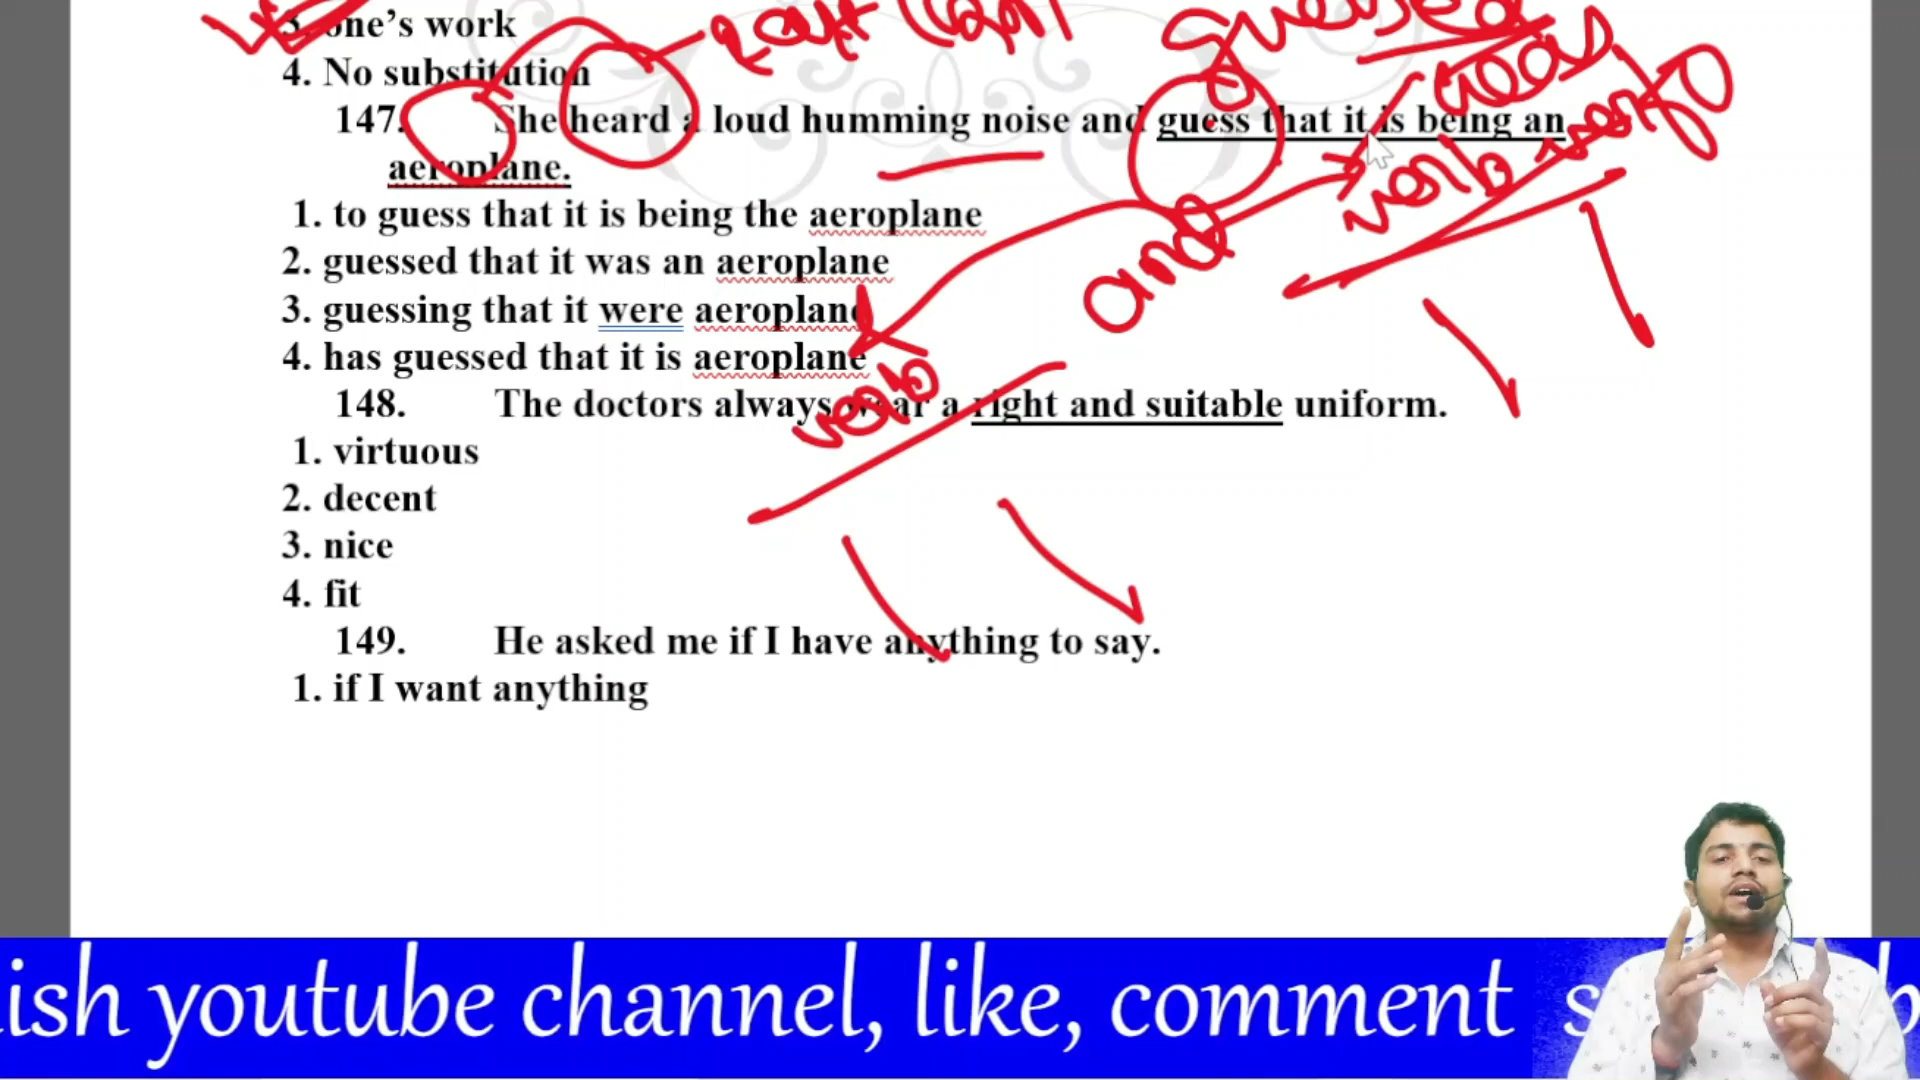 3. one's work
4. No substitution
147. She heard a loud humming noise and guess that it is being an
aeroplane.
1. to guess that it is being the aeroplane
2. guessed that it was an aeroplane
3. guessing that it were aeroplane
4. has guessed that it is aeroplane
148. The doctors always wear a right and suitable uniform.
1. virtuous
2. decent
3. nice
4. fit
149. He asked me if I have anything to say.
1. if I want anything
guessed
was
verb
and
verb
ish youtube channel, like, comment s